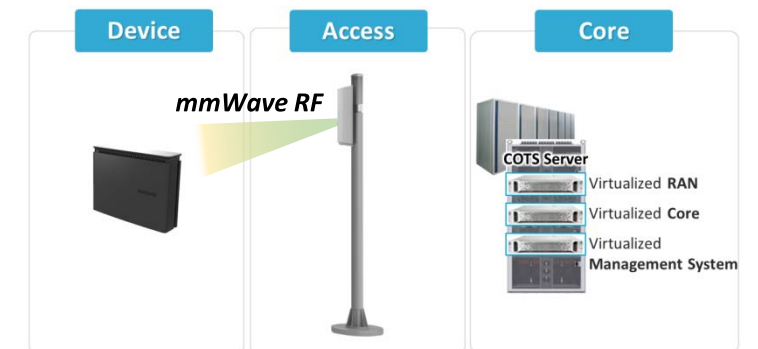 Device
Access
Core
mmWave RF
COTS Server
Virtualized RAN
Virtualized Core
Virtualized
Management System